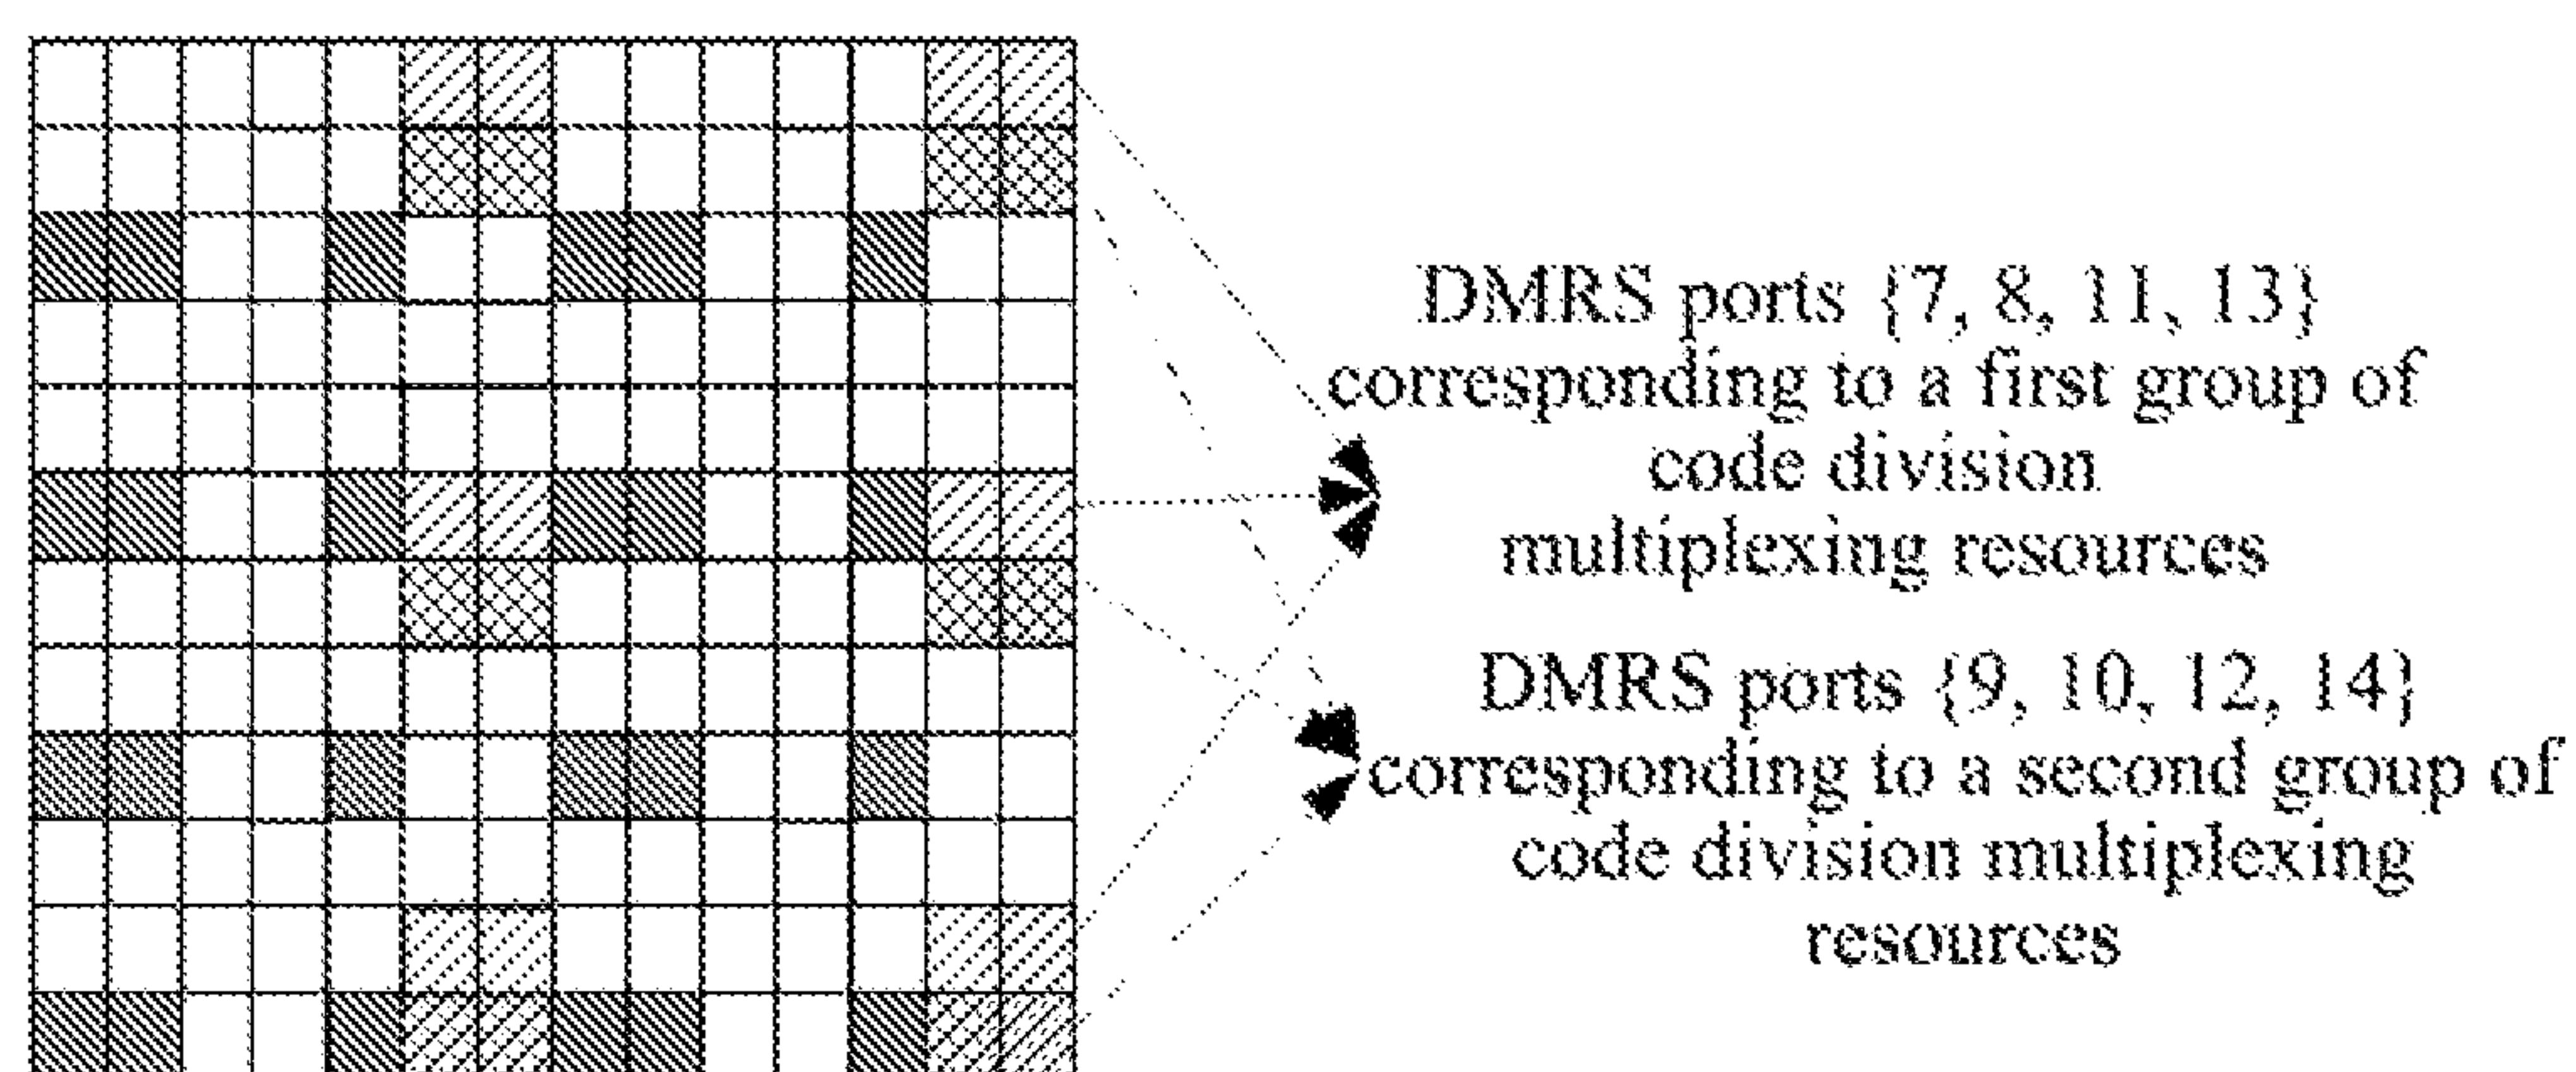 DMRS ports {7, 8, 11, 13}
corresponding to a first group of
code division
multiplexing resources
DMRS ports {9, 10, 12, 14}
corresponding to a second group of
code division multiplexing
resources